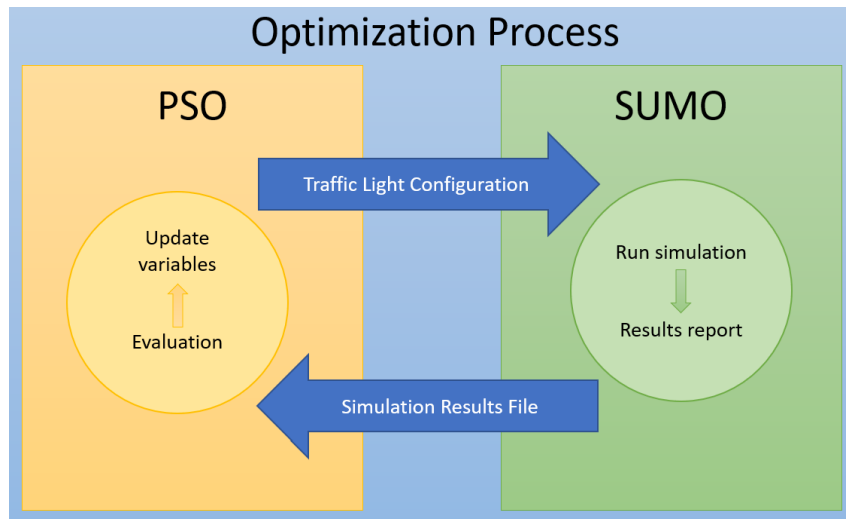 Optimization Process
PSO
SUMO
Traffic Light Configuration
Update
variables
Evaluation
Run simulation
Results report
Simulation Results File